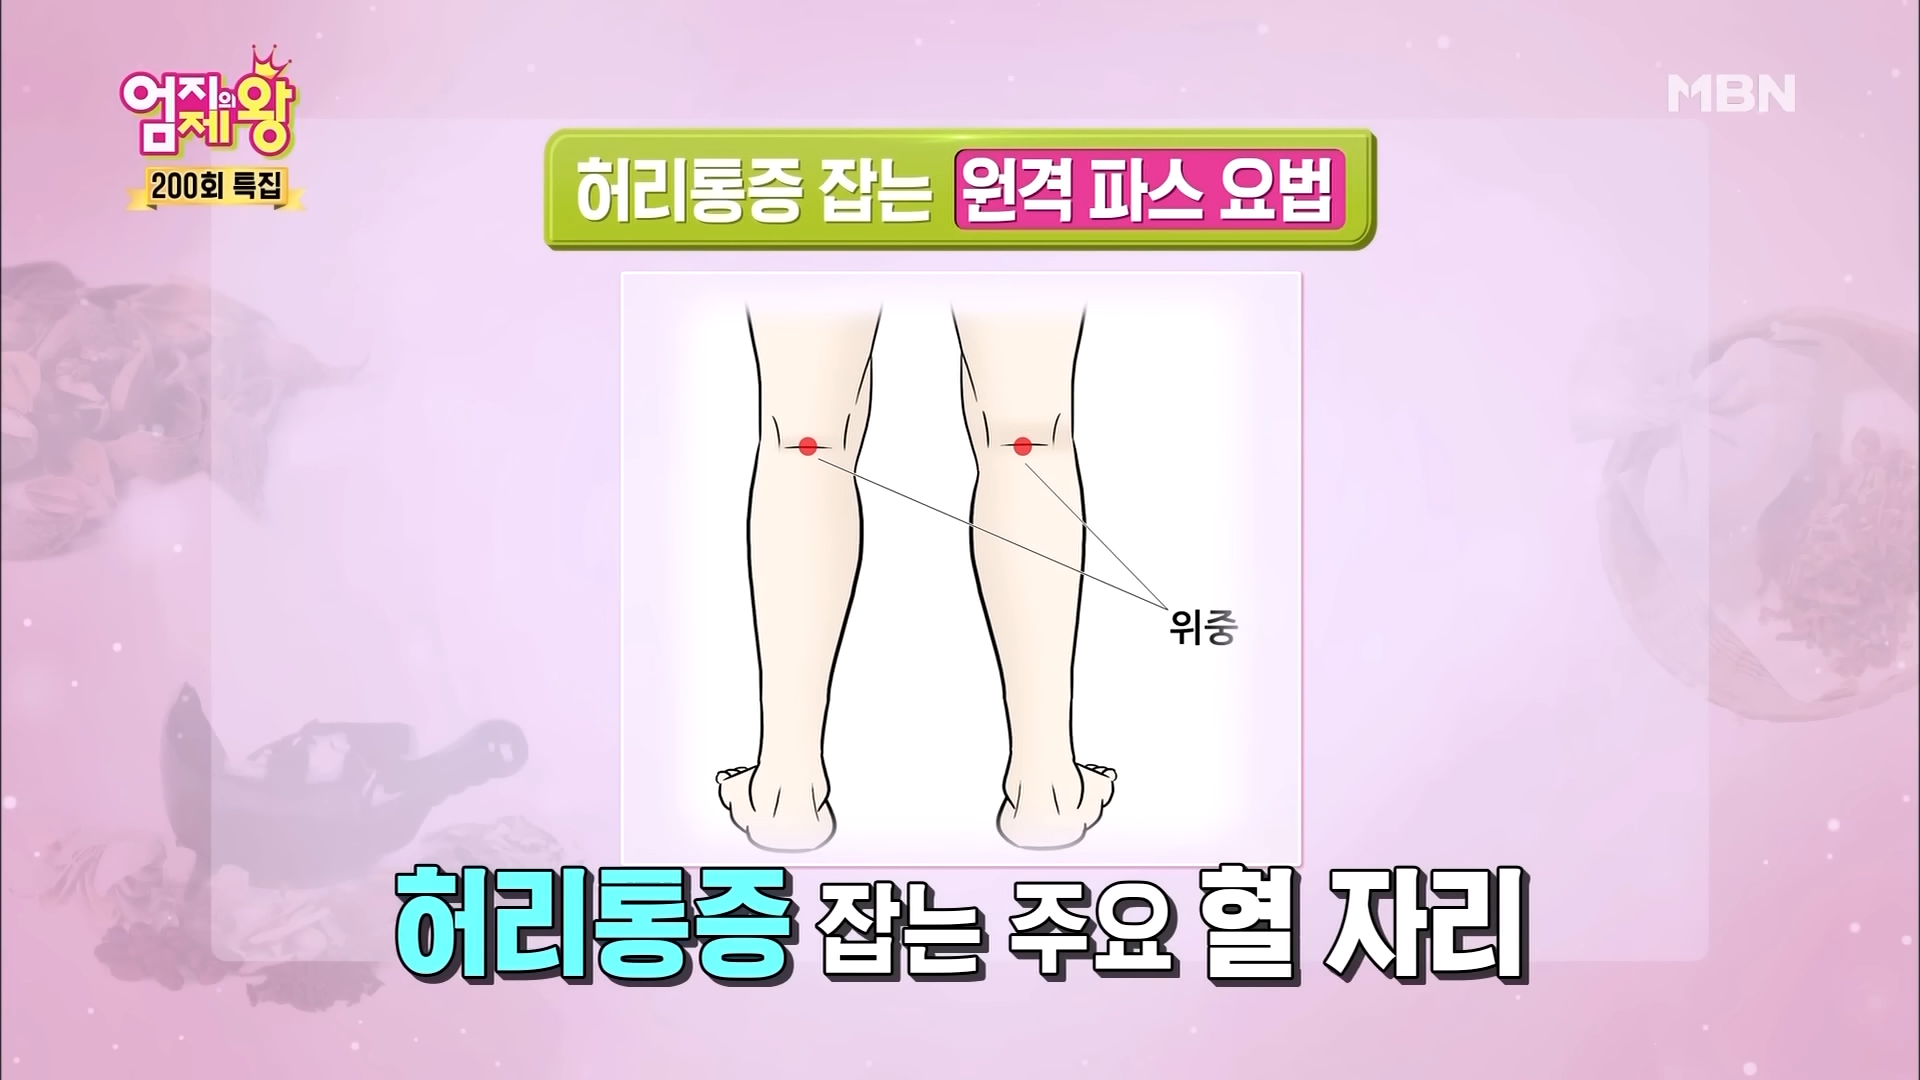 엄지의 제왕
200회 특집
MBN
허리통증 잡는 원격 파스 요법
위중
허리통증 잡는 주요 혈 자리